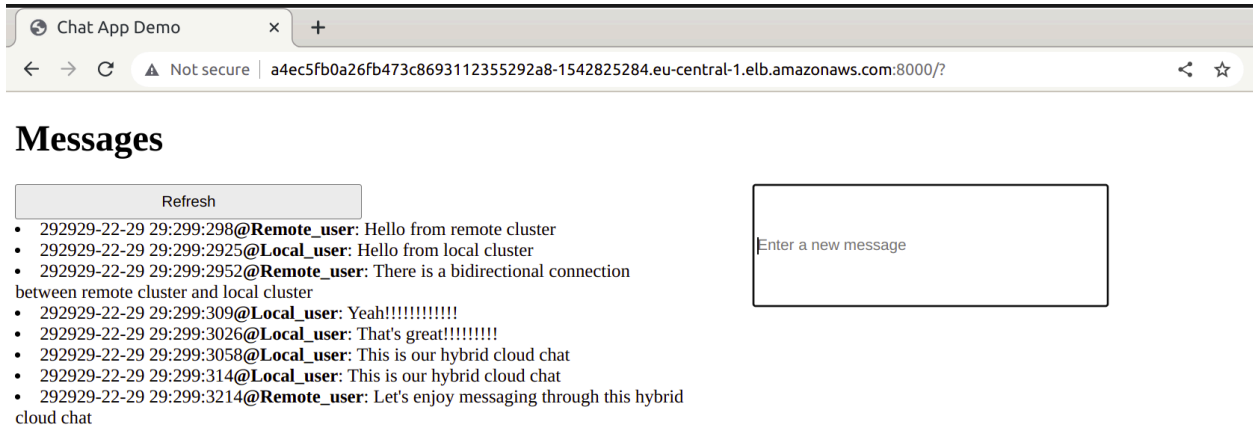 Chat App Demo
Not secure a4ec5fb0a26fb473c8693112355292a8-1542825284.eu-central-1.elb.amazonaws.com:8000/?
Messages
Refresh
Enter a new message
• 292929-22-29 29:299:298@Remote_user: Hello from remote cluster
• 292929-22-29 29:299:2925@Local_user: Hello from local cluster
• 292929-22-29 29:299:2952@Remote_user: There is a bidirectional connection
between remote cluster and local cluster
• 292929-22-29 29:299:309@Local_user: Yeah!!!!!!!!!!!!
• 292929-22-29 29:299:3026@Local_user: That's great!!!!!!!!!
• 292929-22-29 29:299:3058@Local_user: This is our hybrid cloud chat
• 292929-22-29 29:299:314@Local_user: This is our hybrid cloud chat
• 292929-22-29 29:299:3214@Remote_user: Let's enjoy messaging through this hybrid
cloud chat